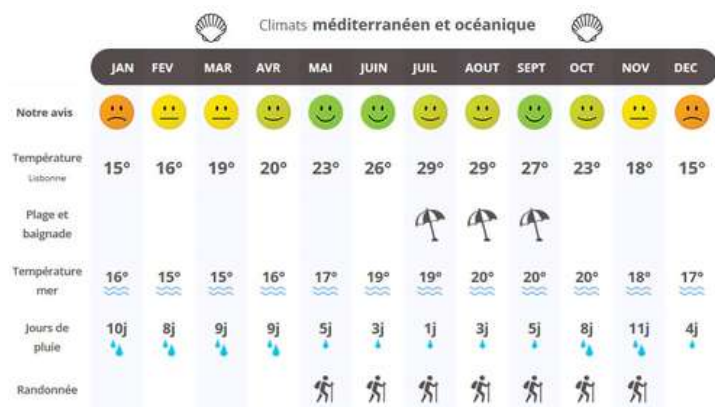 Climats méditerranéen et océanique
JAN FEV MAR AVR MAI JUIN JUIL AOUT SEPT OCT NOV DEC
Notre avis
Température
Lisbonne
15° 16° 19° 20° 23° 26° 29° 29° 27° 23° 18° 15°
Plage et
baignade
Température
mer
16° 15° 15° 16° 17° 19° 19° 20° 20° 20° 18° 17°
Jours de
pluie
10j 8j 9j 9j 5j 3j 1j 3j 5j 8j 11j 4j
Randonnée